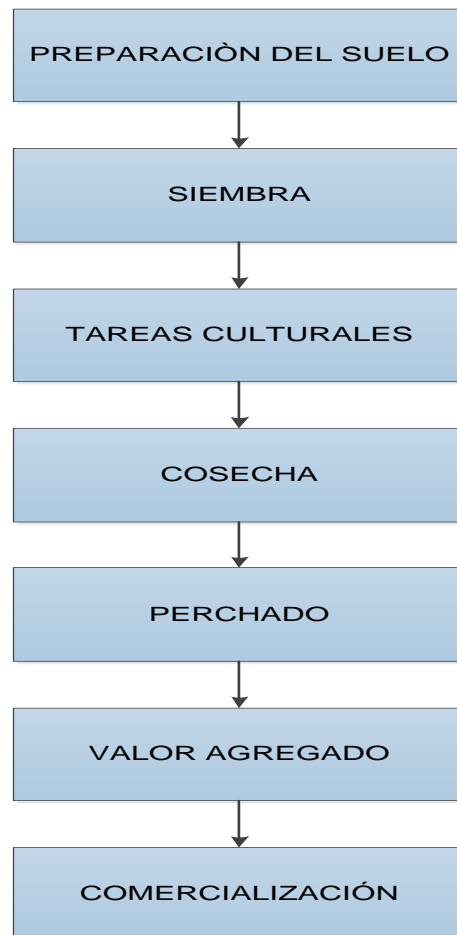 PREPARACIÒN DEL SUELO
SIEMBRA
TAREAS CULTURALES
COSECHA
PERCHADO
VALOR AGREGADO
COMERCIALIZACIÓN